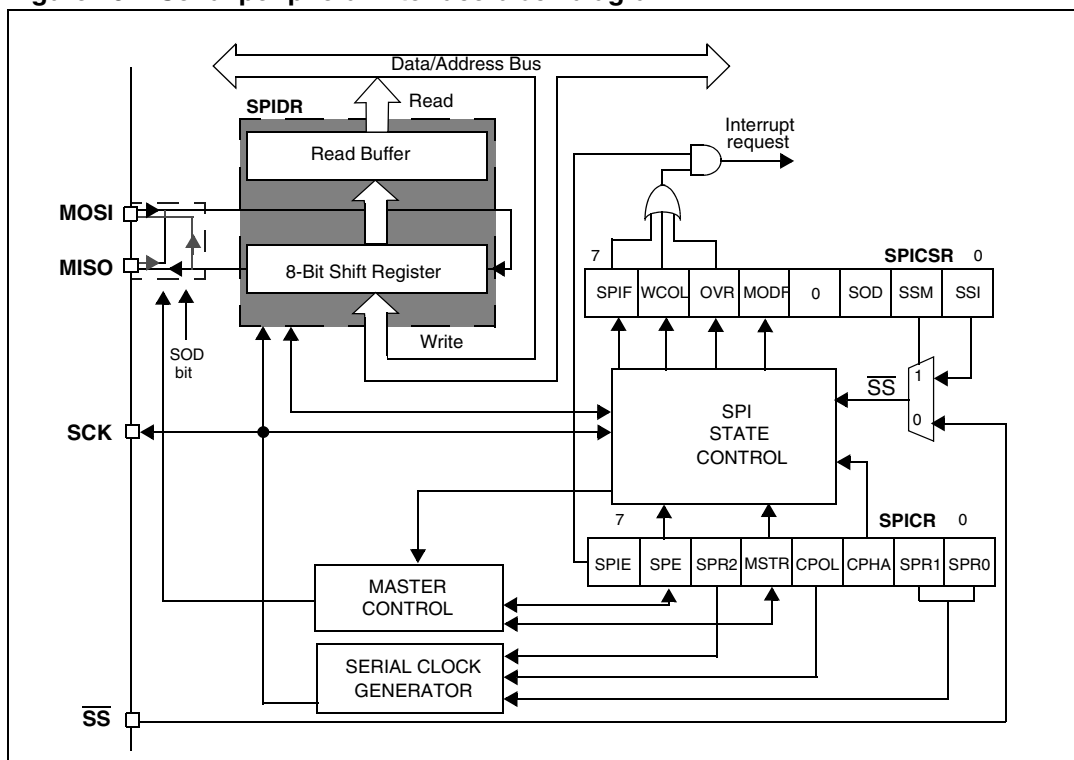 Data/Address Bus
SPIDR
Read
Read Buffer
Interrupt
request
MOSI
MISO
8-Bit Shift Register
Write
SOD
bit
7
SPICSR
0
SPIF WCOL OVR MODF 0 SOD SSM SSI
1
SS
0
SCK
SPI
STATE
CONTROL
7
SPICR
0
SPIE SPE SPR2 MSTR CPOL CPHA SPR1 SPR0
MASTER
CONTROL
SERIAL CLOCK
GENERATOR
SS